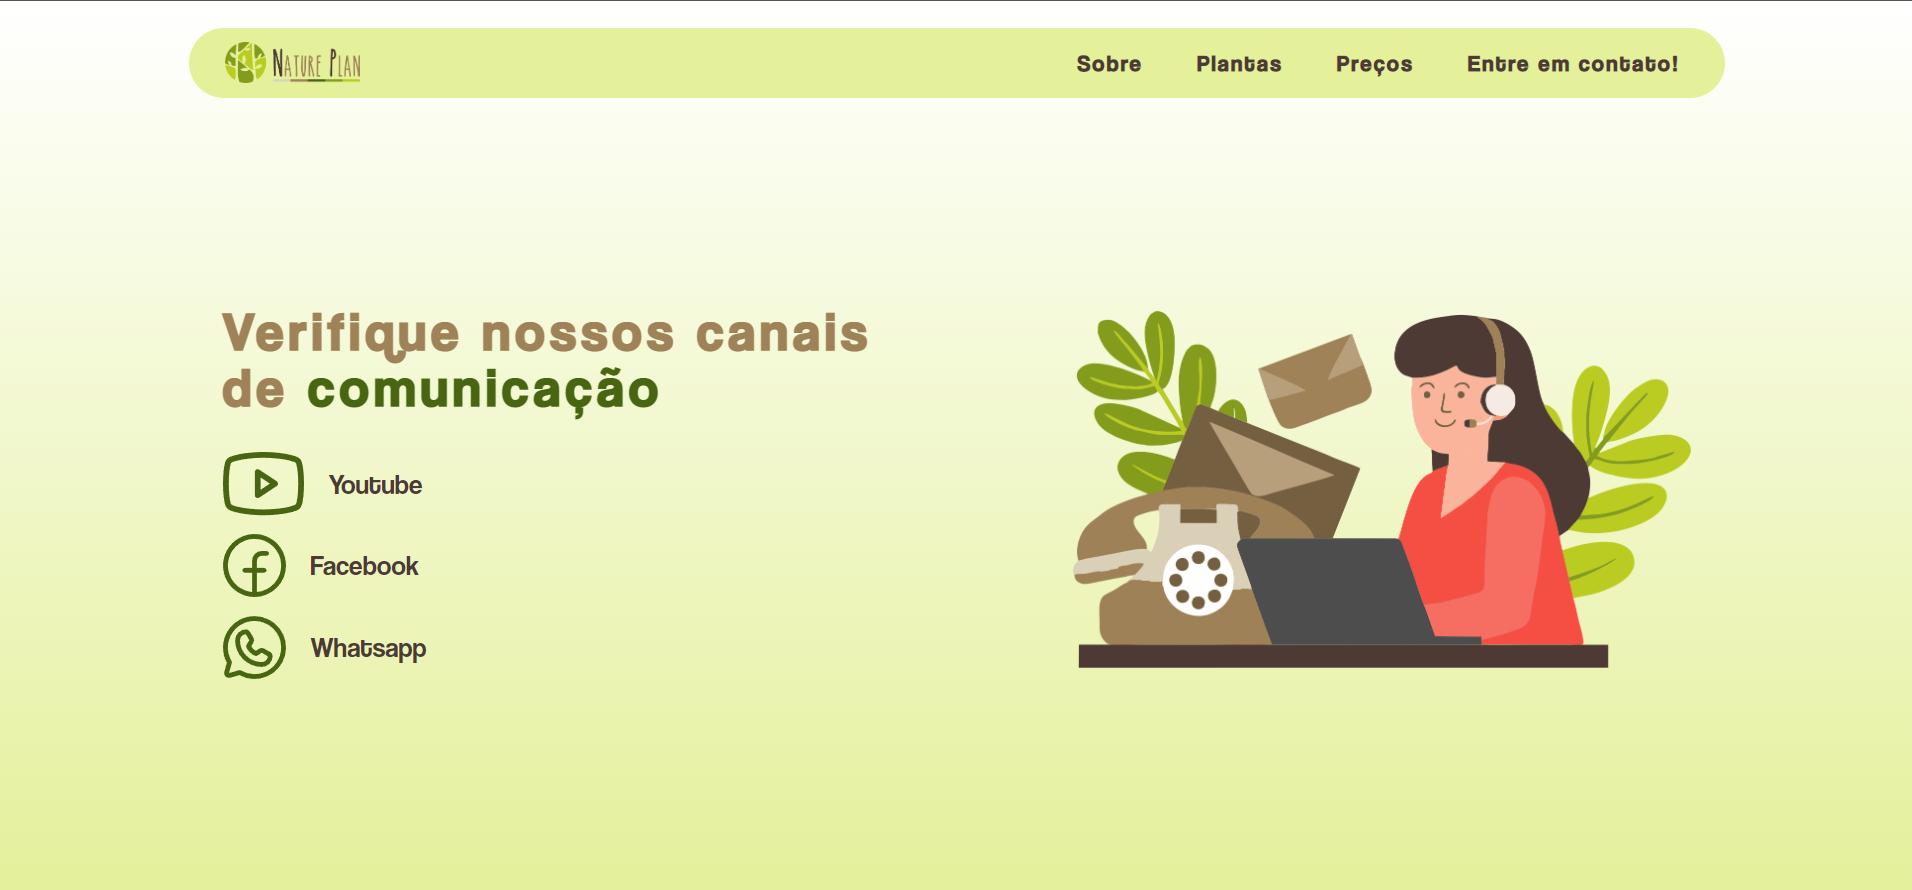 Nature Plan
Sobre
Plantas
Preços
Entre em contato!
Verifique nossos canais
de comunicação
Youtube
Facebook
Whatsapp